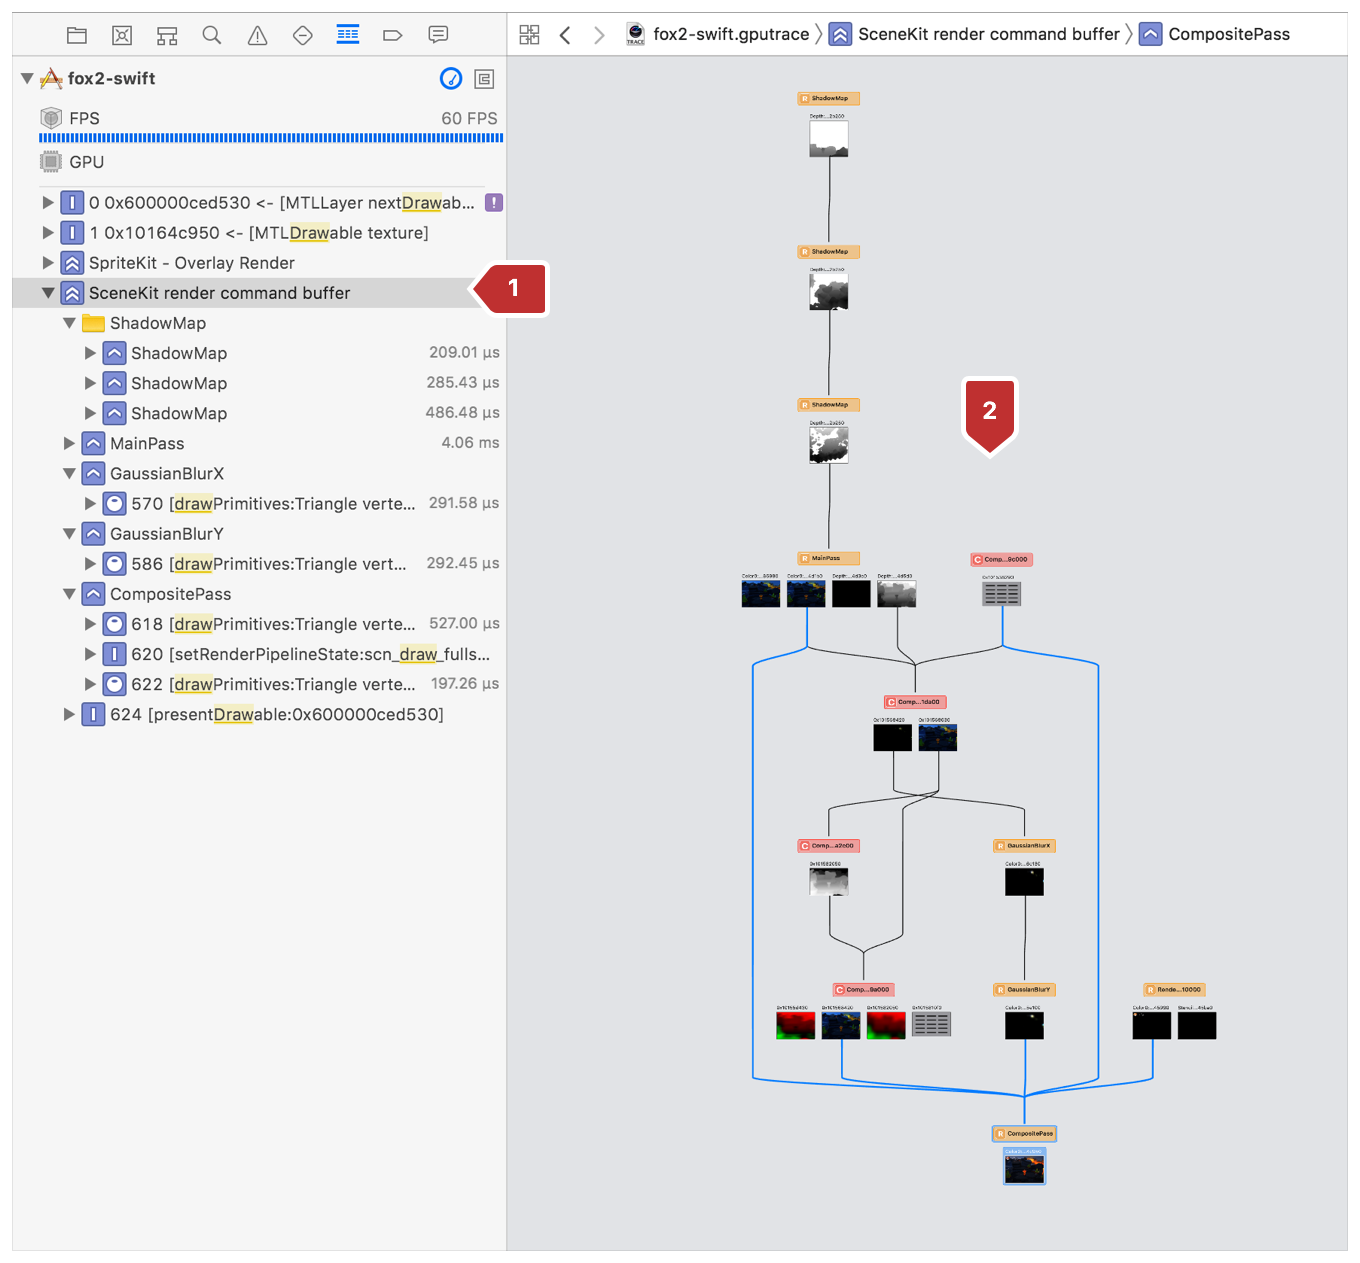 fox2-swift.gputrace
SceneKit render command buffer
CompositePass
fox2-swift
FPS
60 FPS
GPU
0 0x600000ced530 <- [MTLLayer nextDrawab...
!
1 0x10164c950 <- [MTLDrawable texture]
SpriteKit - Overlay Render
SceneKit render command buffer
1
ShadowMap
ShadowMap 209.01 µs
ShadowMap 285.43 µs
ShadowMap 486.48 µs
MainPass 4.06 ms
GaussianBlurX
570 [drawPrimitives:Triangle verte... 291.58 µs
GaussianBlurY
586 [drawPrimitives:Triangle vert... 292.45 µs
CompositePass
618 [drawPrimitives:Triangle verte... 527.00 µs
620 [setRenderPipelineState:scn_draw_fulls...
622 [drawPrimitives:Triangle verte... 197.26 µs
624 [presentDrawable:0x600000ced530]
R ShadowMap
R ShadowMap
2
R ShadowMap
R MainPass
C Comp...
C Comp...1da00
C Comp...a2c00
R GaussianBlurX
C Comp...9a000
R GaussianBlurY
R Rende...10000
R CompositePass